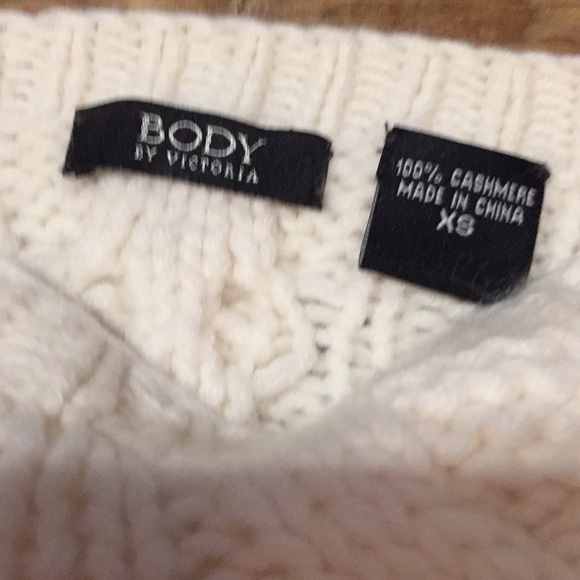 BODY
BY VICTORIA
100% CASHMERE
MADE IN CHINA
XS